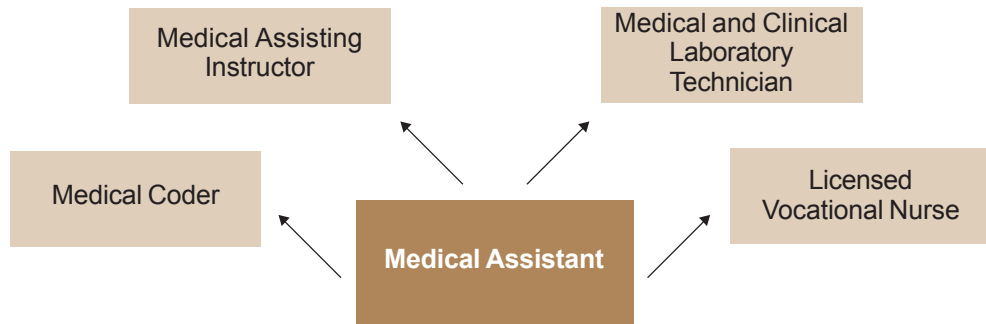 Medical Assisting
Instructor
Medical and Clinical
Laboratory
Technician
Medical Coder
Licensed
Vocational Nurse
Medical Assistant